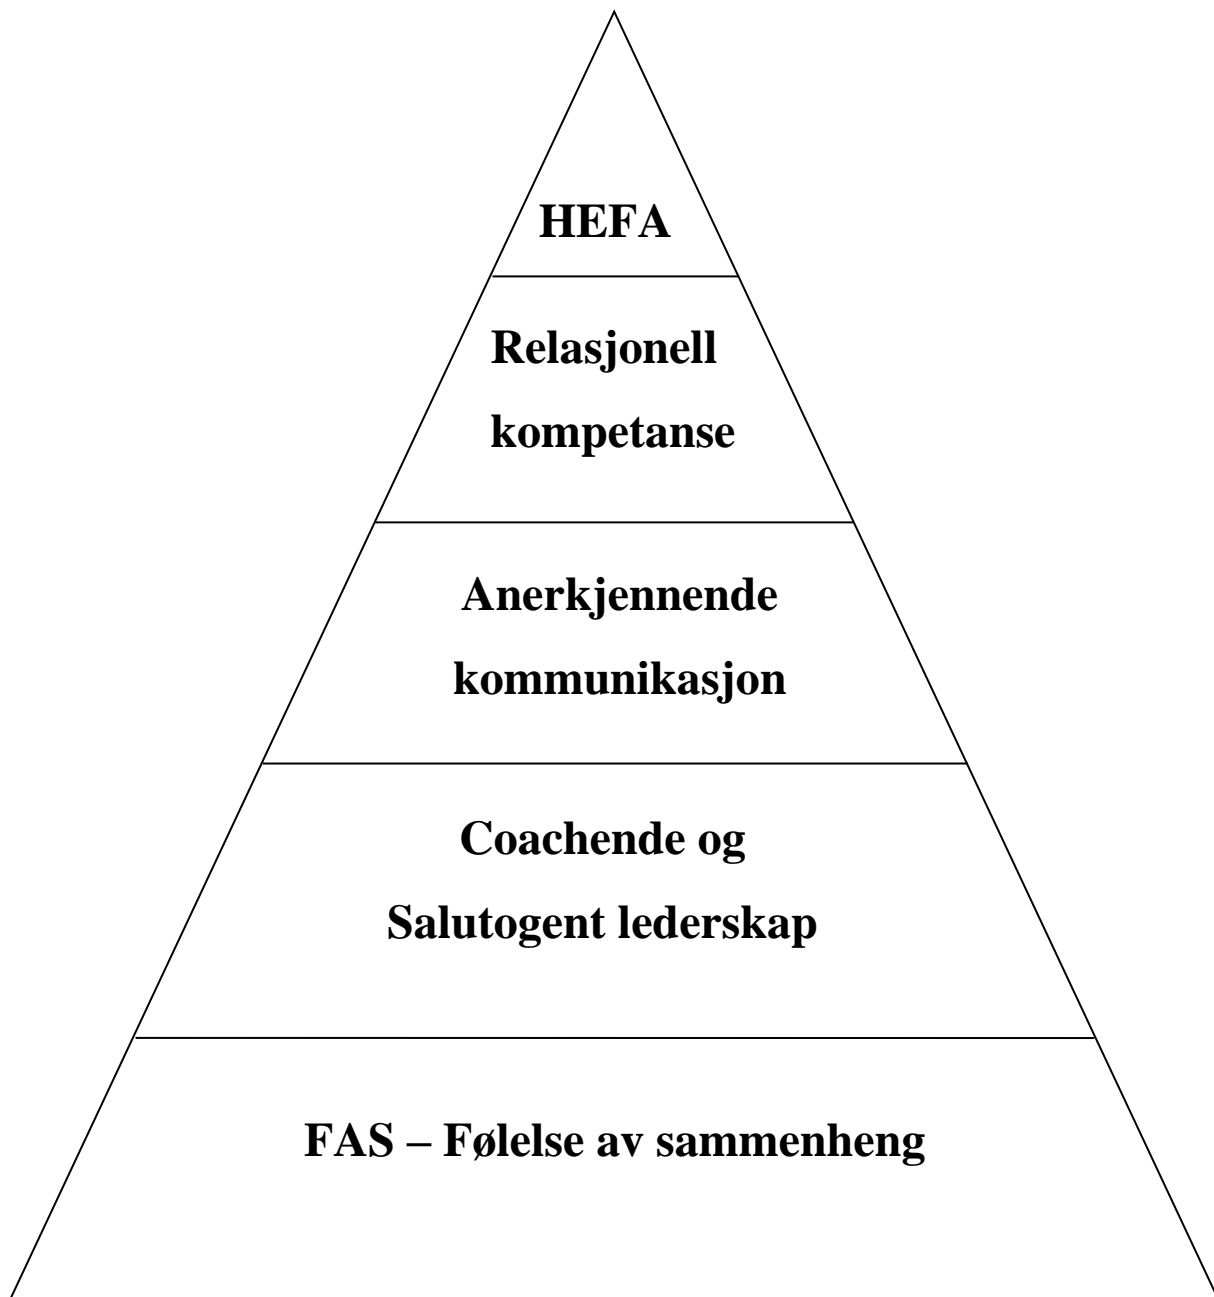 HEFA
Relasjonell
kompetanse
Anerkjennende
kommunikasjon
Coachende og
Salutogent lederskap
FAS – Følelse av sammenheng